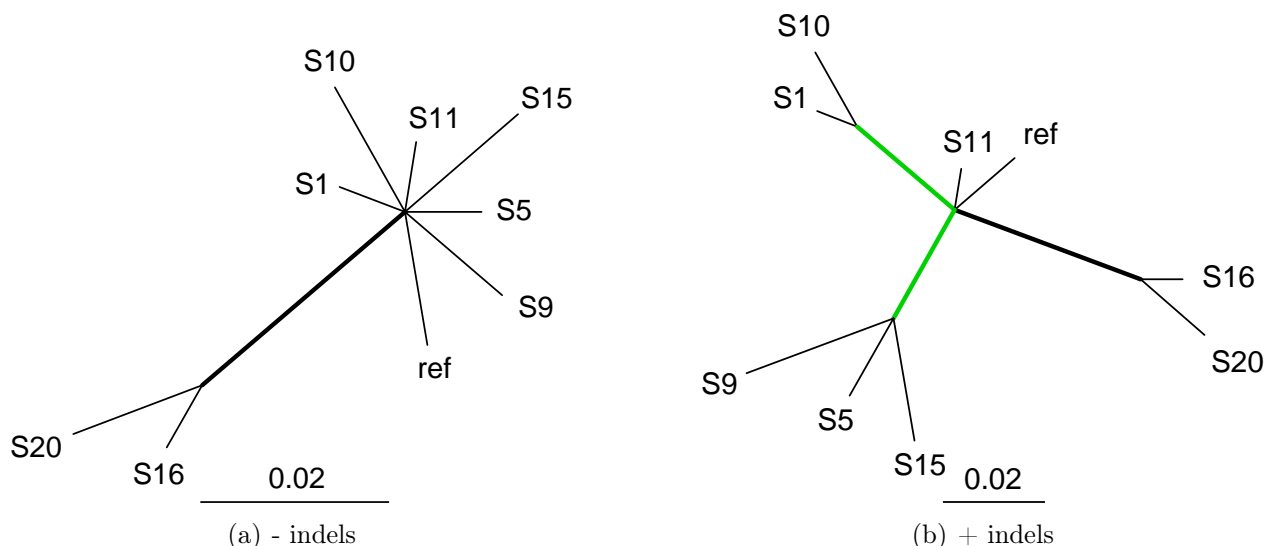 S10
S15
S11
S1
S5
S9
ref
S20
S16
0.02
(a) - indels
S10
S1
S11
ref
S16
S20
S9
S5
S15
0.02
(b) + indels